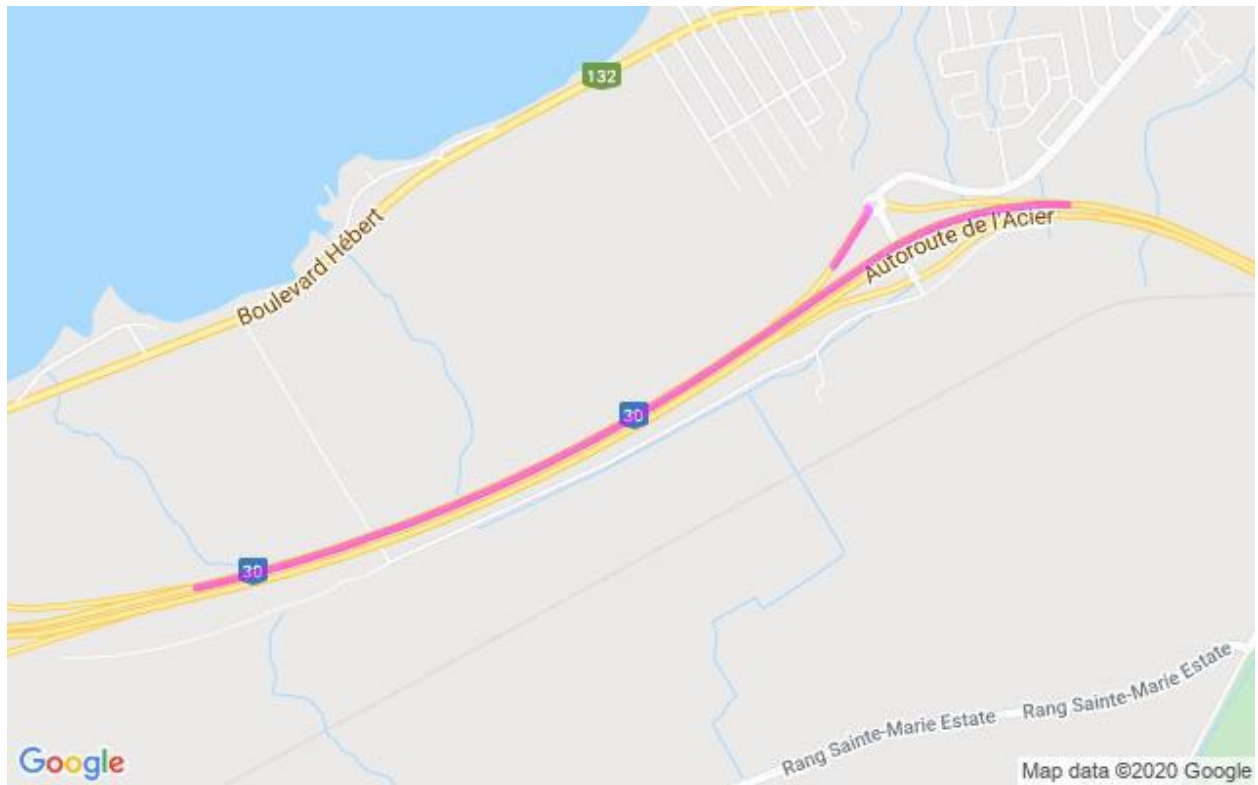 132
Boulevard Hébert
Autoroute de l'Acier
30
30
Rang Sainte-Marie Estate
Rang Sainte-Marie Estate
Google
Map data ©2020 Google